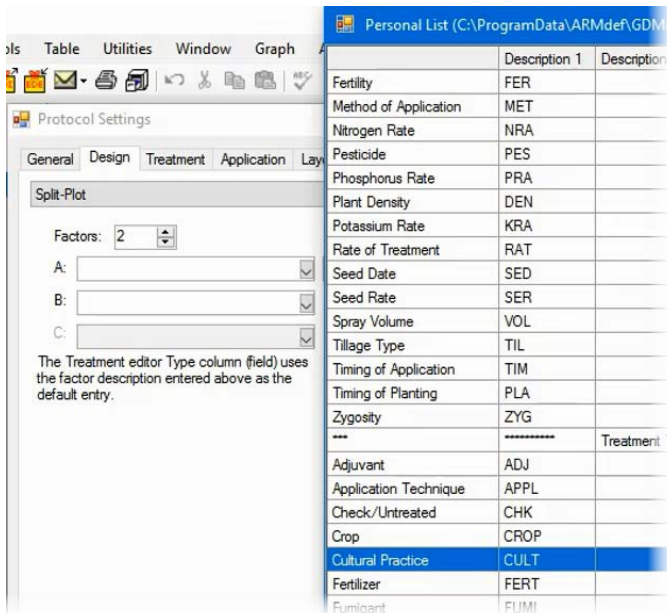 Personal List (C:\ProgramData\ARMdef\GDM
Table Utilities Window Graph
Protocol Settings
General Design Treatment Application Lay
Split-Plot
Factors: 2
A:
B:
C:
The Treatment editor Type column (field) uses
the factor description entered above as the
default entry.
Description 1 Description
Fertility FER
Method of Application MET
Nitrogen Rate NRA
Pesticide PES
Phosphorus Rate PRA
Plant Density DEN
Potassium Rate KRA
Rate of Treatment RAT
Seed Date SED
Seed Rate SER
Spray Volume VOL
Tillage Type TIL
Timing of Application TIM
Timing of Planting PLA
Zygosity ZYG
*** ********** Treatment
Adjuvant ADJ
Application Technique APPL
Check/Untreated CHK
Crop CROP
Cultural Practice CULT
Fertilizer FERT
Fumigant FUMI